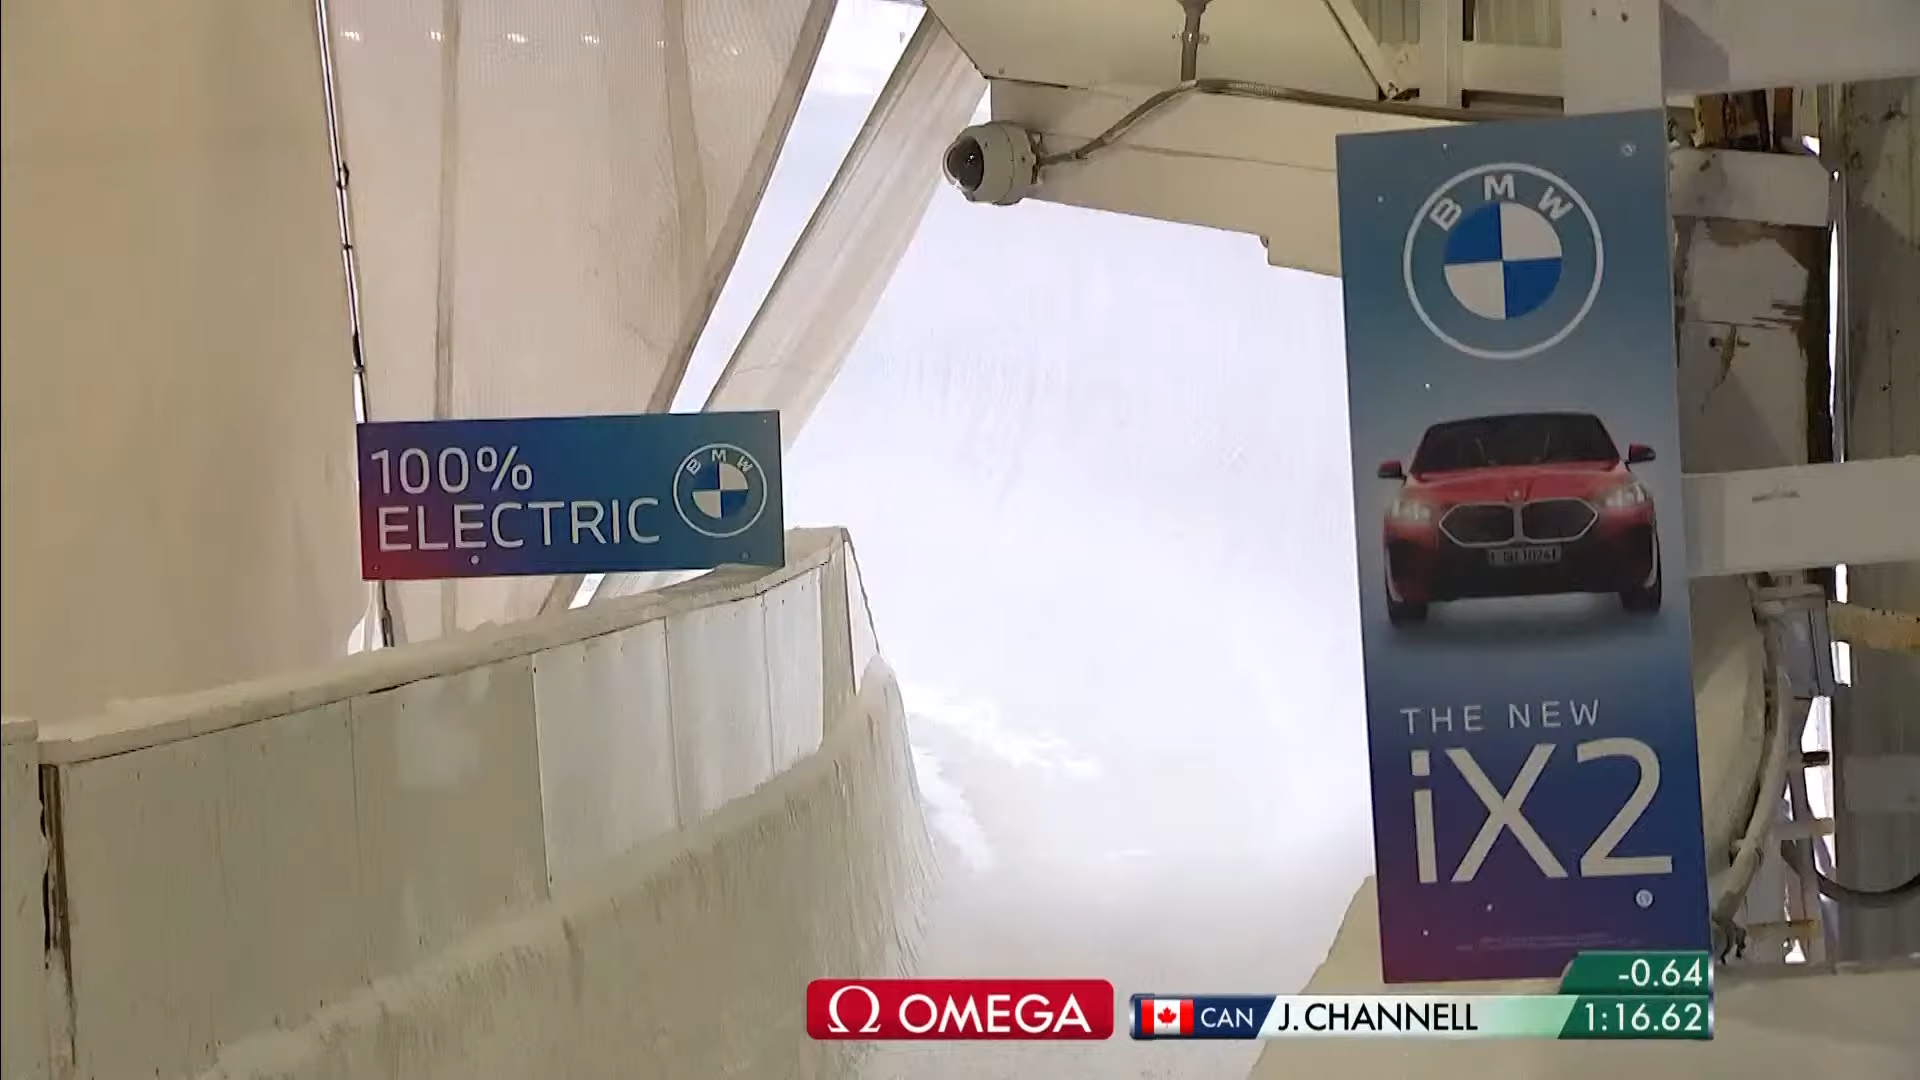 BMW
100%
ELECTRIC
BMW
THE NEW
iX2
-0.64
Ω OMEGA
CAN J. CHANNELL 1:16.62